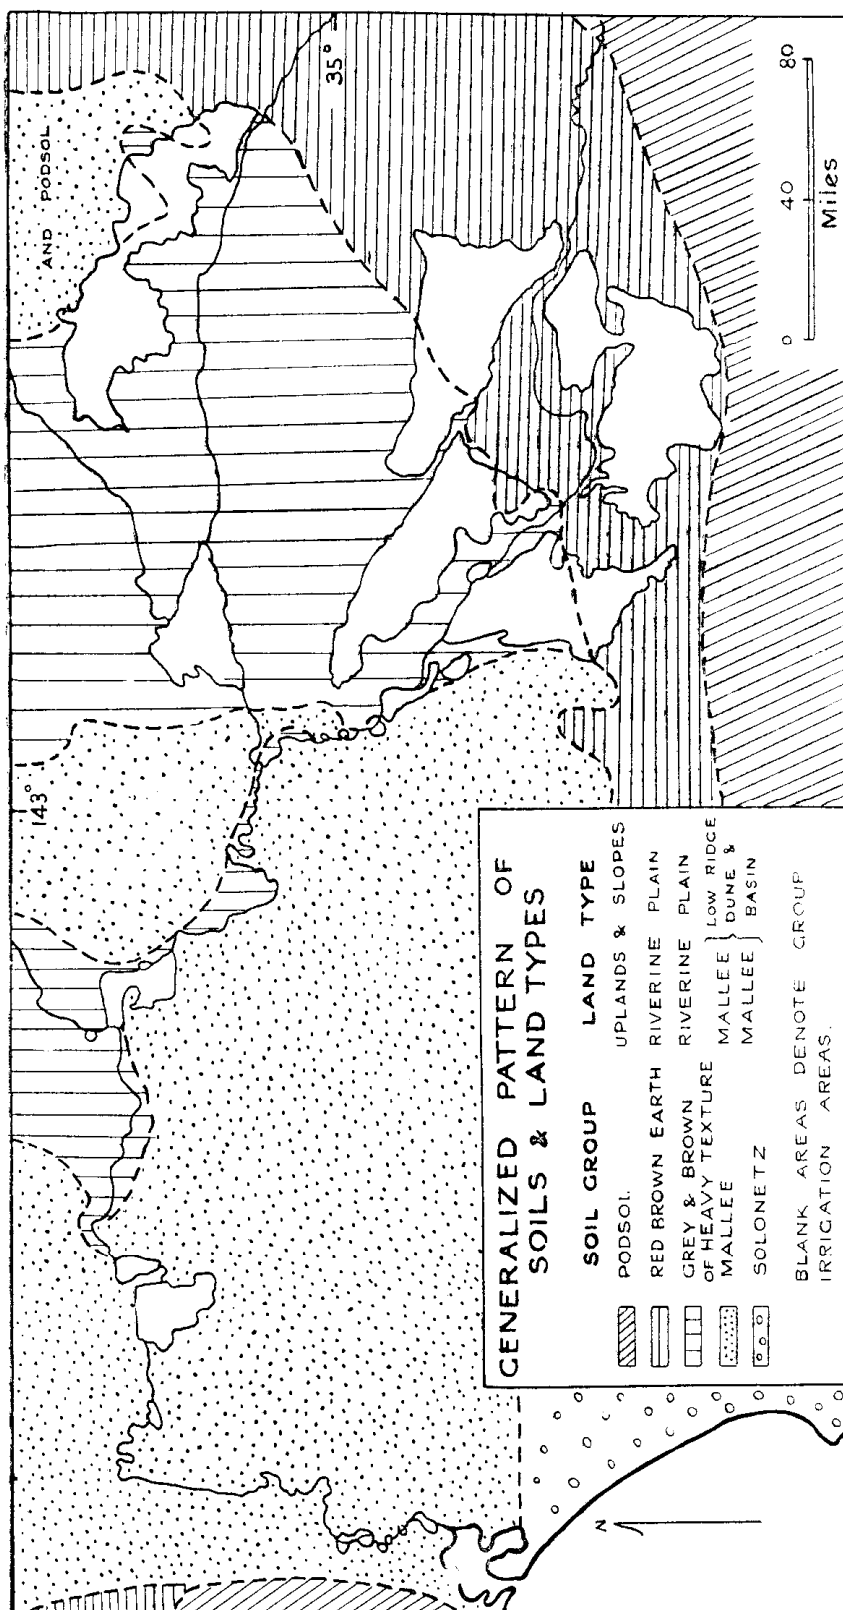 AND PODSOL
35°
143°
GENERALIZED PATTERN OF
SOILS & LAND TYPES
SOIL GROUP LAND TYPE
PODSOL UPLANDS & SLOPES
RED BROWN EARTH RIVERINE PLAIN
GREY & BROWN RIVERINE PLAIN
OF HEAVY TEXTURE
MALLEE MALLEE } LOW RIDGE
DUNE &
SOLONETZ MALLEE } BASIN
BLANK AREAS DENOTE GROUP
IRRIGATION AREAS.
N
0 40 80
Miles